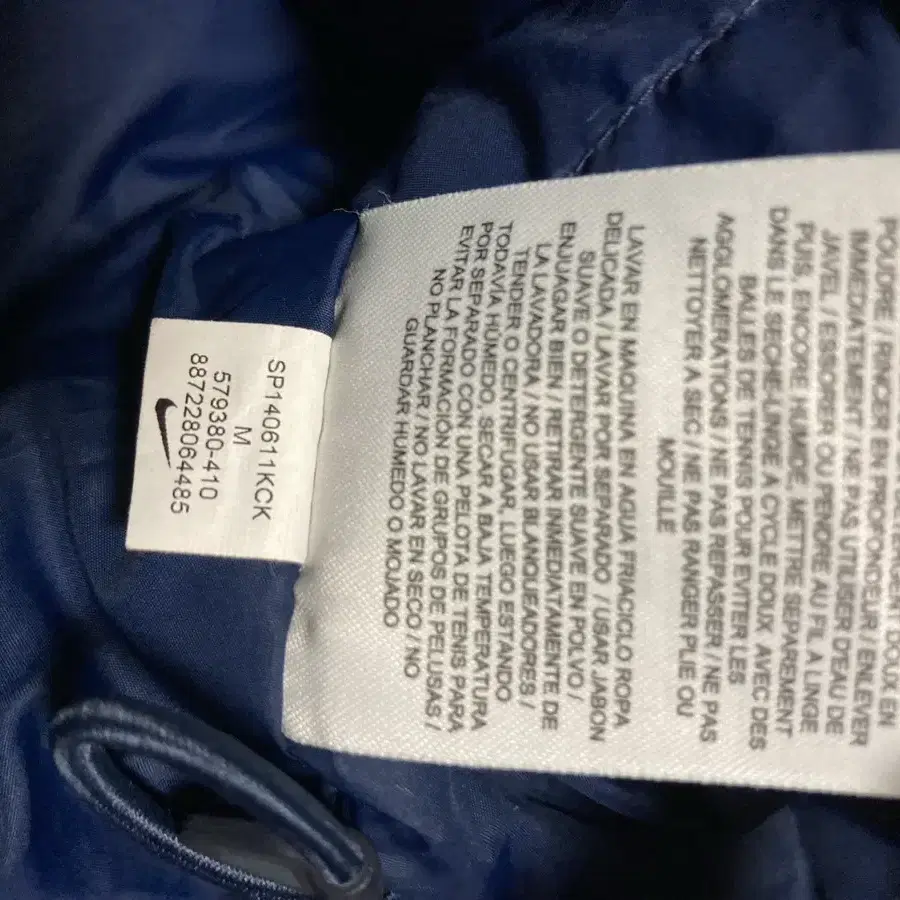 SP140611KCK
M
579380-410
887228064485
POUDRE / RINCER EN PROFONDEUR / ENLEVER
IMMEDIATEMENT / NE PAS UTILISER D'EAU DE
JAVEL / ESSORER OU PENDRE AU FIL A LINGE
PUIS, ENCORE HUMIDE, METTRE SEPAREMENT
DANS LE SECHE-LINGE A CYCLE DOUX AVEC DES
BALLES DE TENNIS POUR EVITER LES
AGGLOMERATIONS / NE PAS REPASSER / NE PAS
NETTOYER A SEC / NE PAS RANGER PLIE OU
MOUILLE
LAVAR EN MAQUINA EN AGUA FRIA/CICLO ROPA
DELICADA / LAVAR POR SEPARADO / USAR JABON
SUAVE O DETERGENTE SUAVE EN POLVO /
ENJUAGAR BIEN / RETIRAR INMEDIATAMENTE DE
LA LAVADORA / NO USAR BLANQUEADORES /
TENDER O CENTRIFUGAR, LUEGO ESTANDO
TODAVÍA HÚMEDO, SECAR A BAJA TEMPERATURA
POR SEPARADO CON UNA PELOTA DE TENIS PARA
EVITAR LA FORMACIÓN DE GRUPOS DE PELUSAS /
NO PLANCHAR / NO LAVAR EN SECO / NO
GUARDAR HÚMEDO O MOJADO